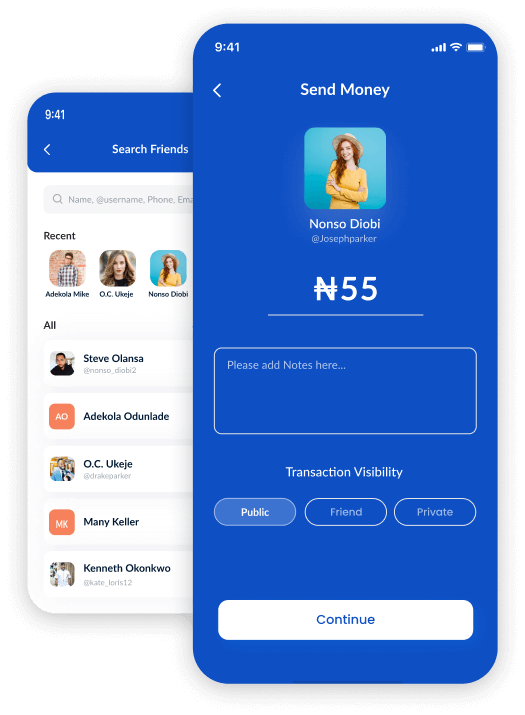 9:41
Search Friends
Name, @username, Phone, Ema
Recent
Adekola Mike
O.C. Ukeje
Nonso Diobi
All
Steve Olansa
@nonso_diobi2
AO
Adekola Odunlade
O.C. Ukeje
@drakeparker
MK
Many Keller
Kenneth Okonkwo
@kate_loris12
9:41
Send Money
Nonso Diobi
@Josephparker
₦55
Please add Notes here...
Transaction Visibility
Public
Friend
Private
Continue